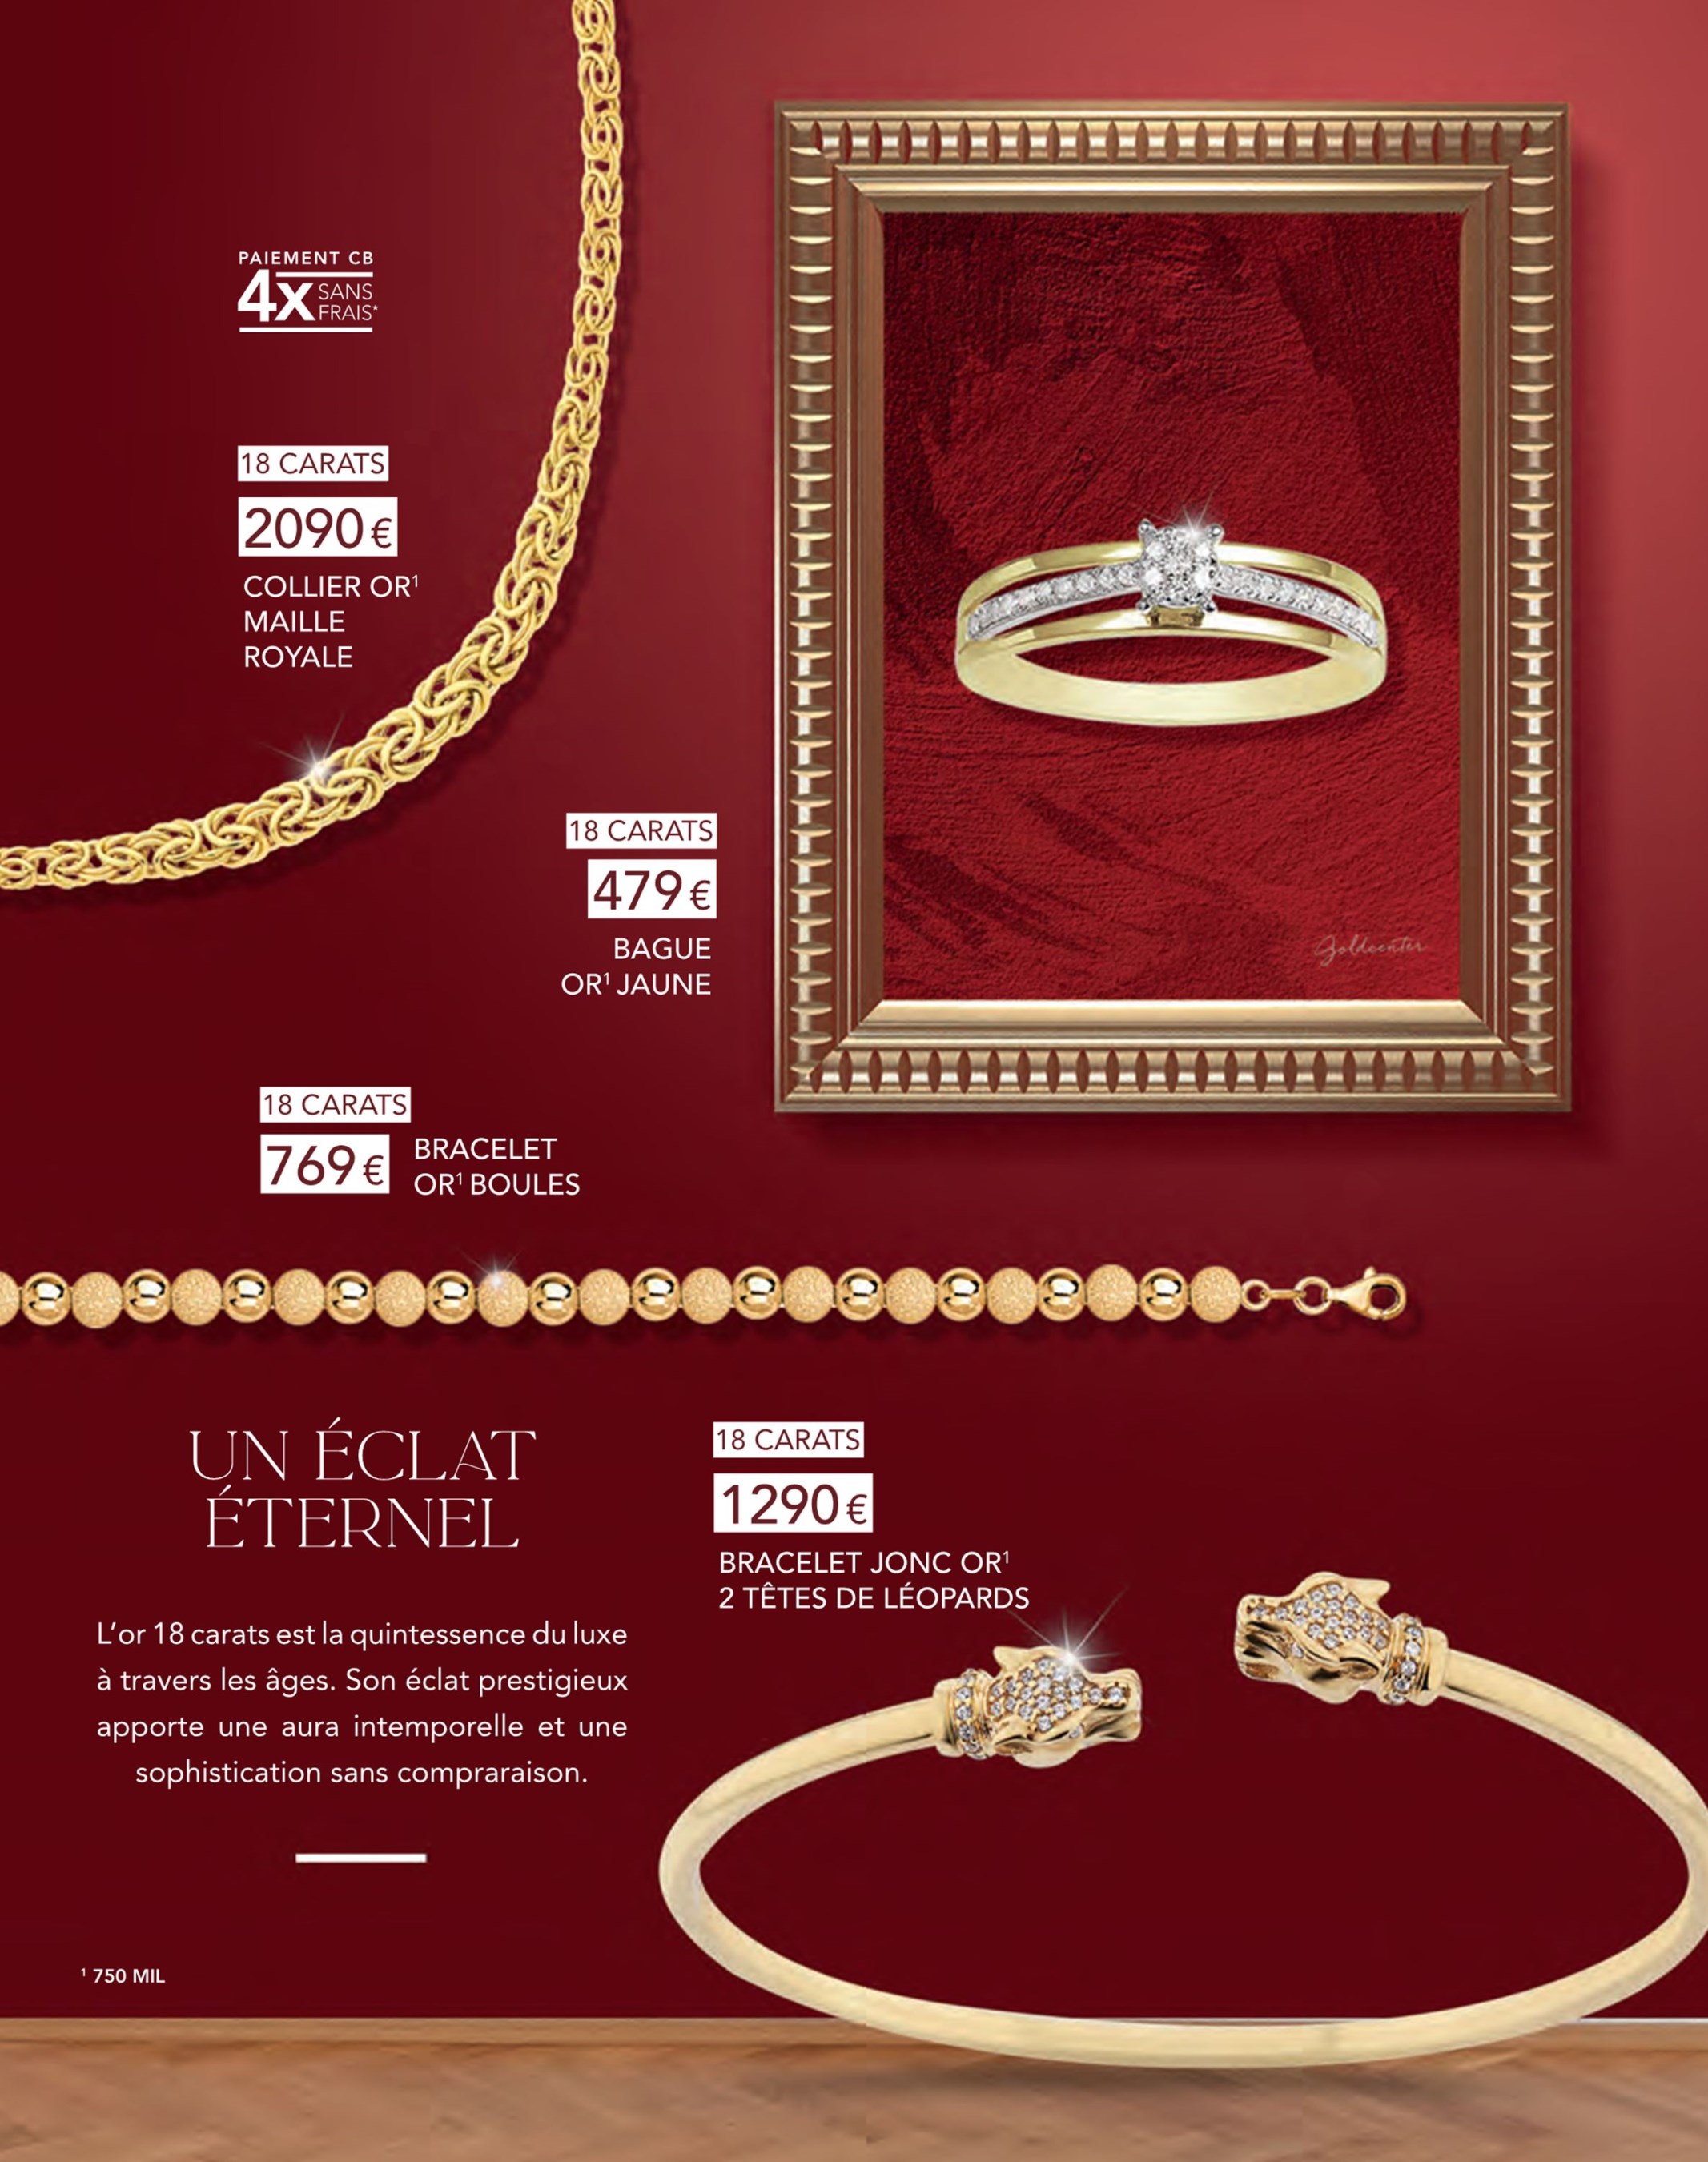 PAIEMENT CB
4x SANS
FRAIS*
18 CARATS
2090 €
COLLIER OR¹
MAILLE
ROYALE
18 CARATS
479 €
BAGUE
OR¹ JAUNE
Goldcenter
18 CARATS
769 €
BRACELET
OR¹ BOULES
UN ÉCLAT
ÉTERNEL
L'or 18 carats est la quintessence du luxe
à travers les âges. Son éclat prestigieux
apporte une aura intemporelle et une
sophistication sans compraraison.
18 CARATS
1290 €
BRACELET JONC OR¹
2 TÊTES DE LÉOPARDS
¹ 750 MIL